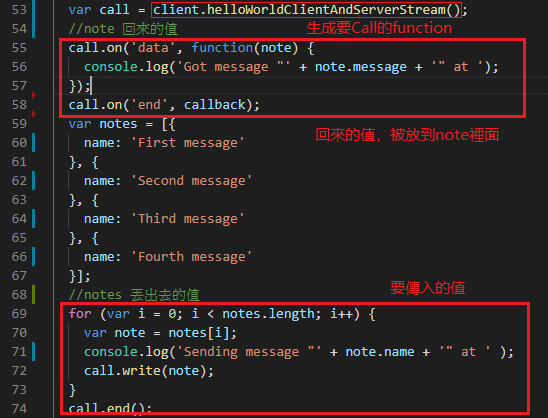 53 var call = client.helloWorldClientAndServerStream();
54 //note 回來的值 生成要Call的function
55 call.on('data', function(note) {
56 console.log('Got message "' + note.message + '" at ');
57 });
58 call.on('end', callback);
59 var notes = [{ 回來的值，被放到note裡面
60 name: 'First message'
61 }, {
62 name: 'Second message'
63 }, {
64 name: 'Third message'
65 }, {
66 name: 'Fourth message'
67 }];
68 //notes 丟出去的值 要傳入的值
69 for (var i = 0; i < notes.length; i++) {
70 var note = notes[i];
71 console.log('Sending message "' + note.name + '" at ' );
72 call.write(note);
73 }
74 call.end();